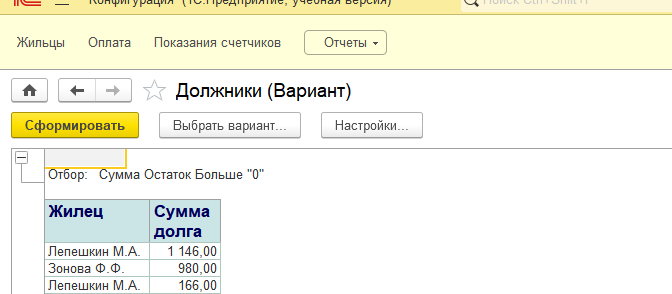 Конфигурация (1С:Предприятие, учебная версия)
Поиск Ctrl+Shift+F
Жильцы Оплата Показания счетчиков Отчеты
Должники (Вариант)
Сформировать Выбрать вариант... Настройки...
Отбор: Сумма Остаток Больше "0"
Жилец Сумма
долга
Лепешкин М.А. 1 146,00
Зонова Ф.Ф. 980,00
Лепешкин М.А. 166,00